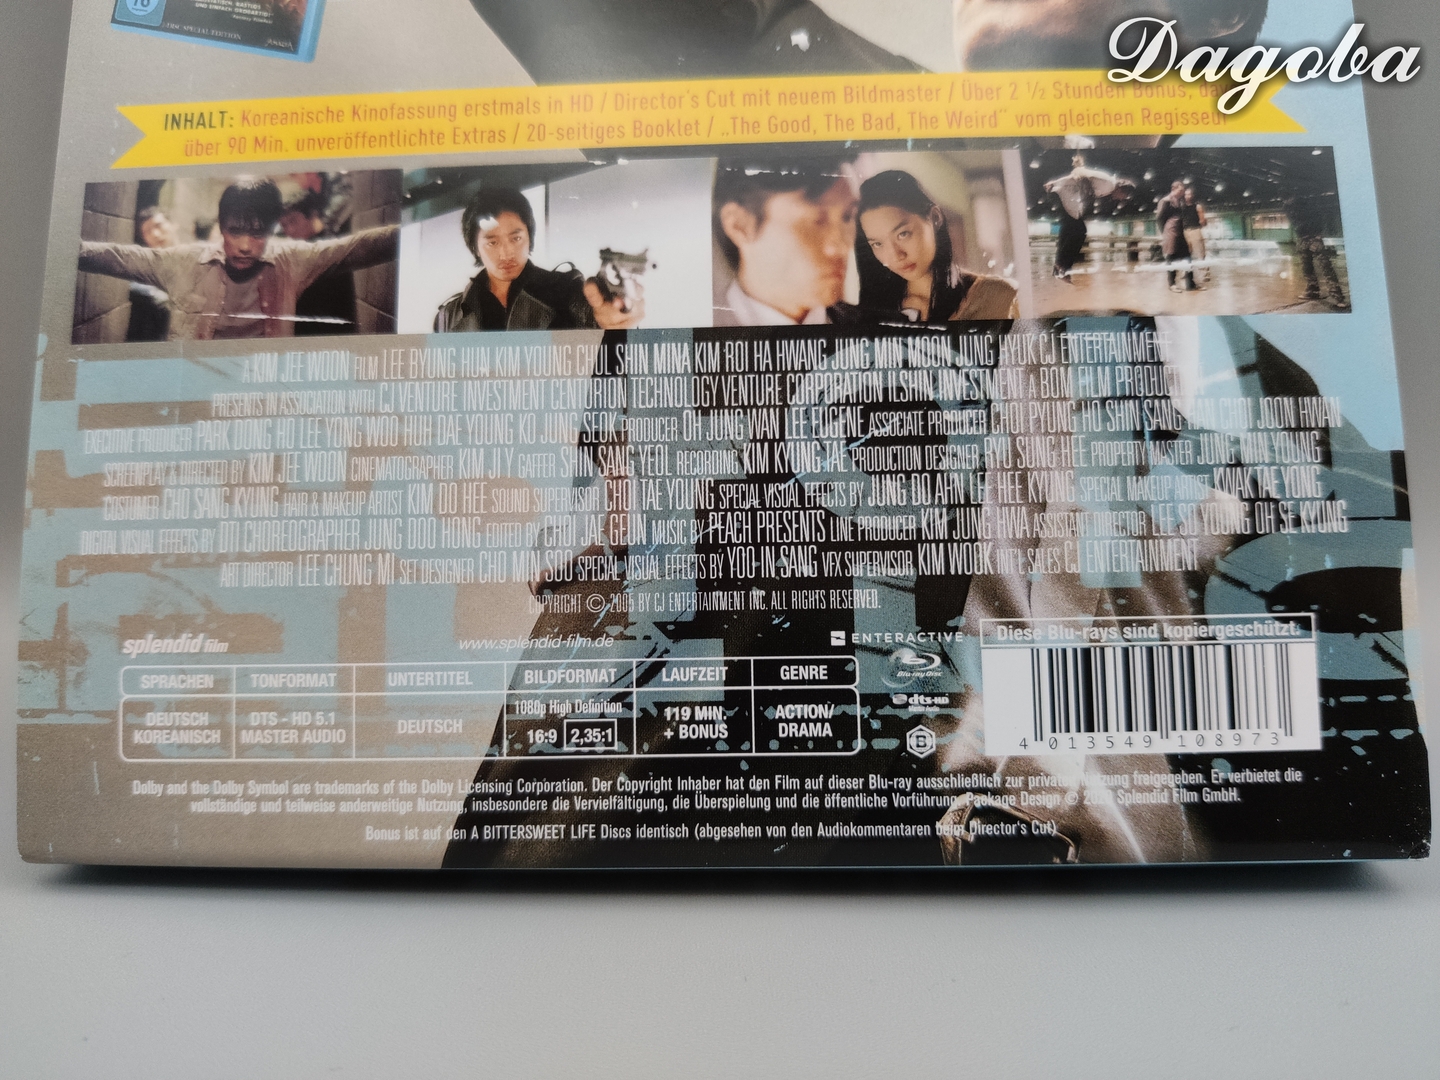 Dagoba
2 DISC SPECIAL EDITION
INHALT: Koreanische Kinofassung erstmals in HD / Director's Cut mit neuem Bildmaster / Über 2 ½ Stunden Bonus,
über 90 Min. unveröffentlichte Extras / 20-seitiges Booklet / „The Good, The Bad, The Weird" vom gleichen Regisseur
A KIM JEE WOON FILM LEE BYUNG HUN KIM YOUNG CHUL SHIN MINA KIM ROI HA HWANG JUNG MIN MOON JUNG HYUK CJ ENTERTAINMENT
PRESENTS IN ASSOCIATION WITH CJ VENTURE INVESTMENT CENTURION TECHNOLOGY VENTURE CORPORATION ILSHIN INVESTMENT A BOM FILM PRODUCTION
EXECUTIVE PRODUCER PARK DONG HO LEE YONG WOO HUH DAE YOUNG KO JUNG SEOK PRODUCER OH JUNG WAN LEE EUGENE ASSOCIATE PRODUCER CHOI PYUNG HO SHIN SANG HAN CHOI JOON HWAN
SCREENPLAY & DIRECTED BY KIM JEE WOON CINEMATOGRAPHER KIM JI Y GAFFER SHIN SANG YEOL RECORDING KIM KYUNG TAE PRODUCTION DESIGNER RYU SUNG HEE PROPERTY MASTER JUNG MIN YOUNG
COSTUMER CHO SANG KYUNG HAIR & MAKEUP ARTIST KIM DO HEE SOUND SUPERVISOR CHOI TAE YOUNG SPECIAL VISUAL EFFECTS BY JUNG DO AHN LEE HEE KYUNG SPECIAL MAKEUP ARTIST KWAK TAE YONG
DIGITAL VISUAL EFFECTS BY DTI CHOREOGRAPHER JUNG DOO HONG EDITED BY CHOI JAE GEUN MUSIC BY PEACH PRESENTS LINE PRODUCER KIM JUNG HWA ASSISTANT DIRECTOR LEE SO YOUNG OH SE KYUNG
ART DIRECTOR LEE CHUNG MI SET DESIGNER CHO MIN SOO SPECIAL VISUAL EFFECTS BY YOO IN SANG VFX SUPERVISOR KIM WOOK INT'L SALES CJ ENTERTAINMENT
COPYRIGHT © 2005 BY CJ ENTERTAINMENT INC. ALL RIGHTS RESERVED.
splendid film www.splendid-film.de ENTERACTIVE Diese Blu-rays sind kopiergeschützt.
SPRACHEN TONFORMAT UNTERTITEL BILDFORMAT LAUFZEIT GENRE
Blu-ray Disc
dts-HD
Master Audio
DEUTSCH
KOREANISCH
DTS - HD 5.1
MASTER AUDIO
DEUTSCH
1080p High Definition
16:9 2,35:1
119 MIN.
+ BONUS
ACTION/
DRAMA
B
4 013549 108973
Dolby and the Dolby Symbol are trademarks of the Dolby Licensing Corporation. Der Copyright Inhaber hat den Film auf dieser Blu-ray ausschließlich zur privaten Nutzung freigegeben. Er verbietet die
vollständige und teilweise anderweitige Nutzung, insbesondere die Vervielfältigung, die Überspielung und die öffentliche Vorführung. Package Design © Splendid Film GmbH.
Bonus ist auf den A BITTERSWEET LIFE Discs identisch (abgesehen von den Audiokommentaren beim Director's Cut)